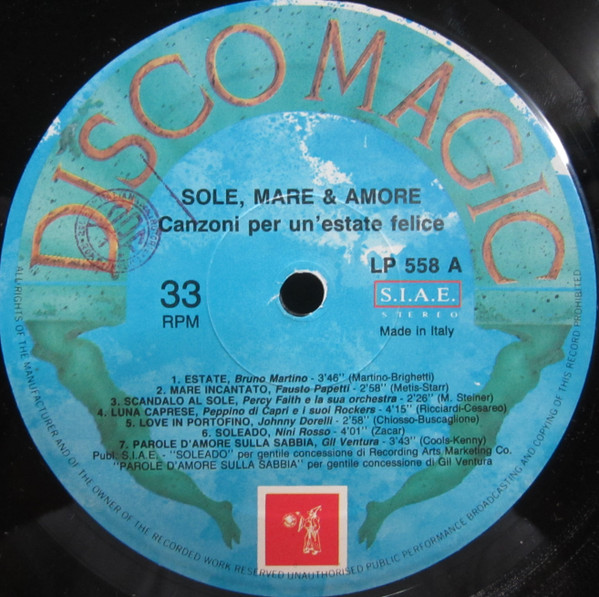 DISCO MAGIC
SOLE, MARE & AMORE
Canzoni per un'estate felice
LP 558 A
33
RPM
S.I.A.E.
STEREO
Made in Italy
1. ESTATE, Bruno Martino - 3'46" (Martino-Brighetti)
2. MARE INCANTATO, Fausto Papetti - 2'58" (Metis-Starr)
3. SCANDALO AL SOLE, Percy Faith e la sua orchestra - 2'26" (M. Steiner)
4. LUNA CAPRESE, Peppino di Capri e i suoi Rockers - 4'15" (Ricciardi-Cesareo)
5. LOVE IN PORTOFINO, Johnny Dorelli - 2'58" (Chiosso-Buscaglione)
6. SOLEADO, Nini Rosso - 4'01" (Zacar)
7. PAROLE D'AMORE SULLA SABBIA, Gil Ventura - 3'43" (Cools-Kenny)
Publ. S.I.A.E. - "SOLEADO" per gentile concessione di Recording Arts Marketing Co.
"PAROLE D'AMORE SULLA SABBIA" per gentile concessione di Gil Ventura
ALL RIGHTS OF THE MANUFACTURER AND OF THE OWNER OF THE RECORDED WORK RESERVED UNAUTHORISED PUBLIC PERFORMANCE BROADCASTING AND COPYING OF THIS RECORD PROHIBITED